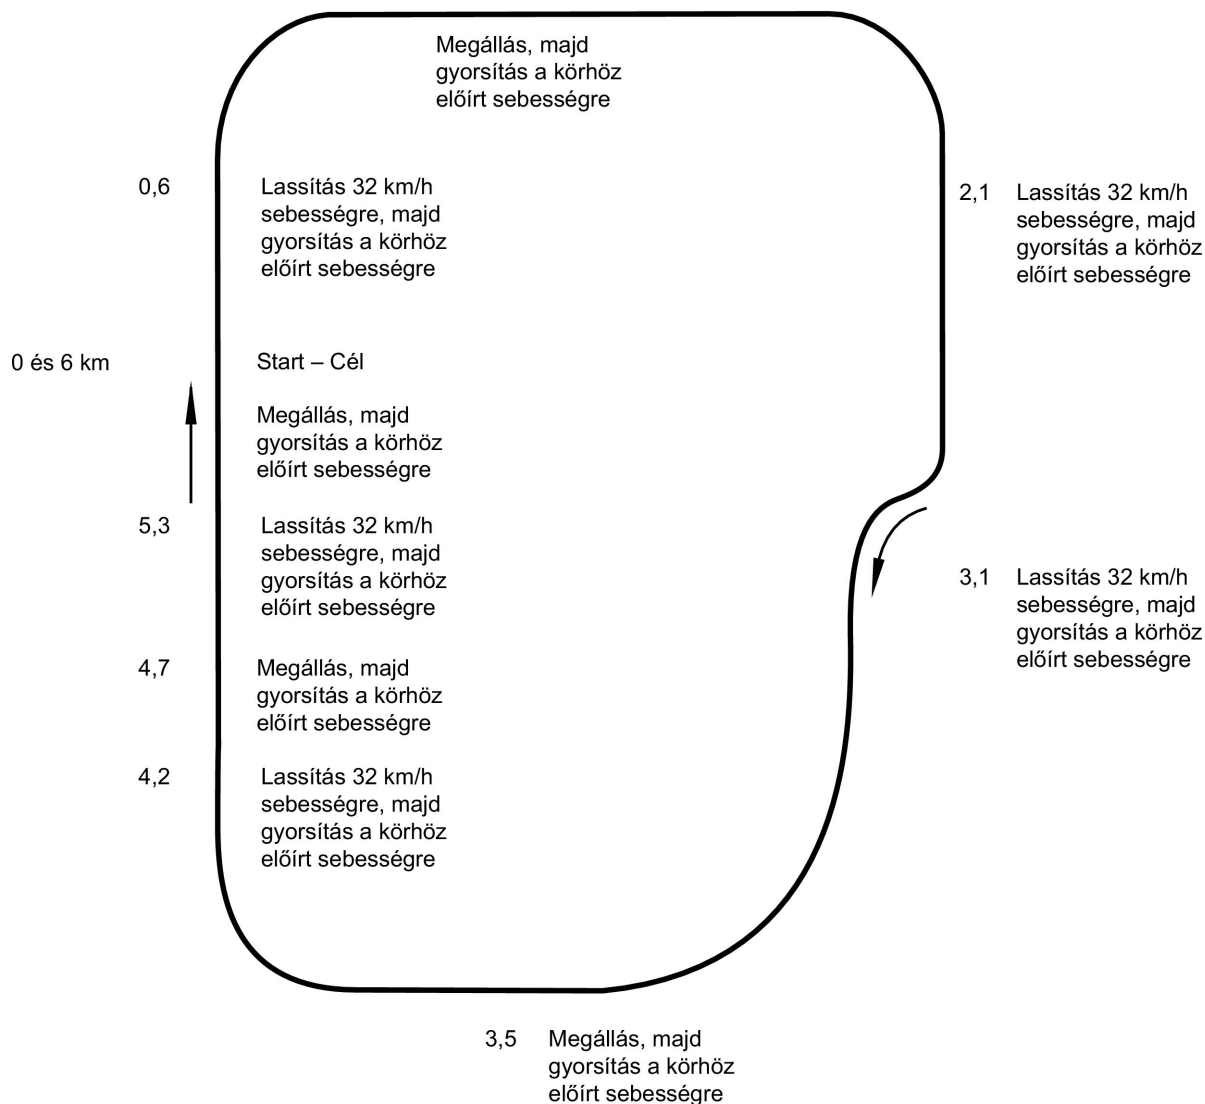 Megállás, majd
gyorsítás a körhöz
előírt sebességre
0,6
Lassítás 32 km/h
sebességre, majd
gyorsítás a körhöz
előírt sebességre
2,1
Lassítás 32 km/h
sebességre, majd
gyorsítás a körhöz
előírt sebességre
0 és 6 km
Start – Cél
Megállás, majd
gyorsítás a körhöz
előírt sebességre
5,3
Lassítás 32 km/h
sebességre, majd
gyorsítás a körhöz
előírt sebességre
3,1
Lassítás 32 km/h
sebességre, majd
gyorsítás a körhöz
előírt sebességre
4,7
Megállás, majd
gyorsítás a körhöz
előírt sebességre
4,2
Lassítás 32 km/h
sebességre, majd
gyorsítás a körhöz
előírt sebességre
3,5
Megállás, majd
gyorsítás a körhöz
előírt sebességre